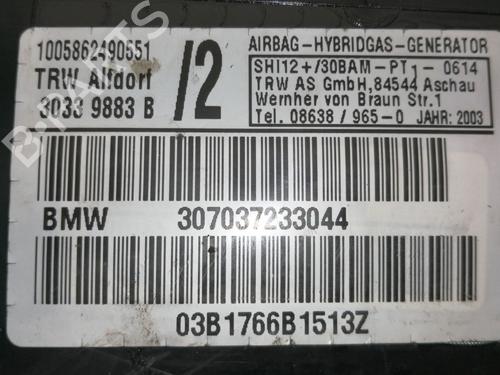 1005862490551
TRW Alfdorf
3033 9883 B
/2
AIRBAG-HYBRIDGAS-GENERATOR
SHI12+/30BAM-PT1- 0614
TRW AS GmbH,84544 Aschau
Wernher von Braun Str.1
Tel. 08638 / 965-0 JAHR: 2003
BMW 307037233044
03B1766B1513Z
B-PARTS